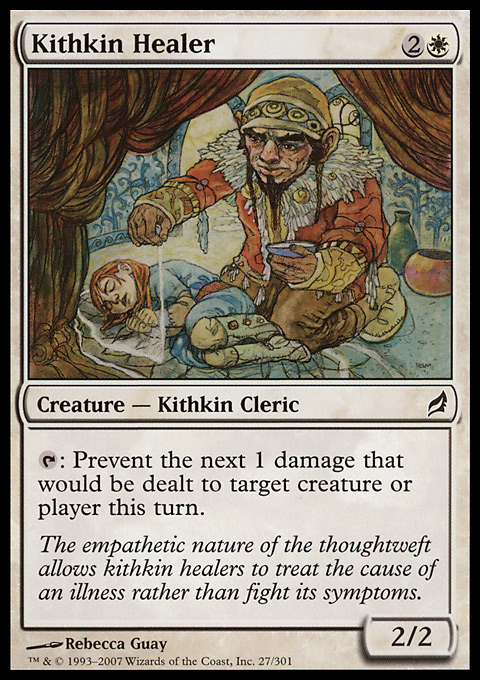 Kithkin Healer 2
Creature — Kithkin Cleric
: Prevent the next 1 damage that
would be dealt to target creature or
player this turn.
The empathetic nature of the thoughtweft
allows kithkin healers to treat the cause of
an illness rather than fight its symptoms.
Rebecca Guay
2/2
™ & © 1993–2007 Wizards of the Coast, Inc. 27/301